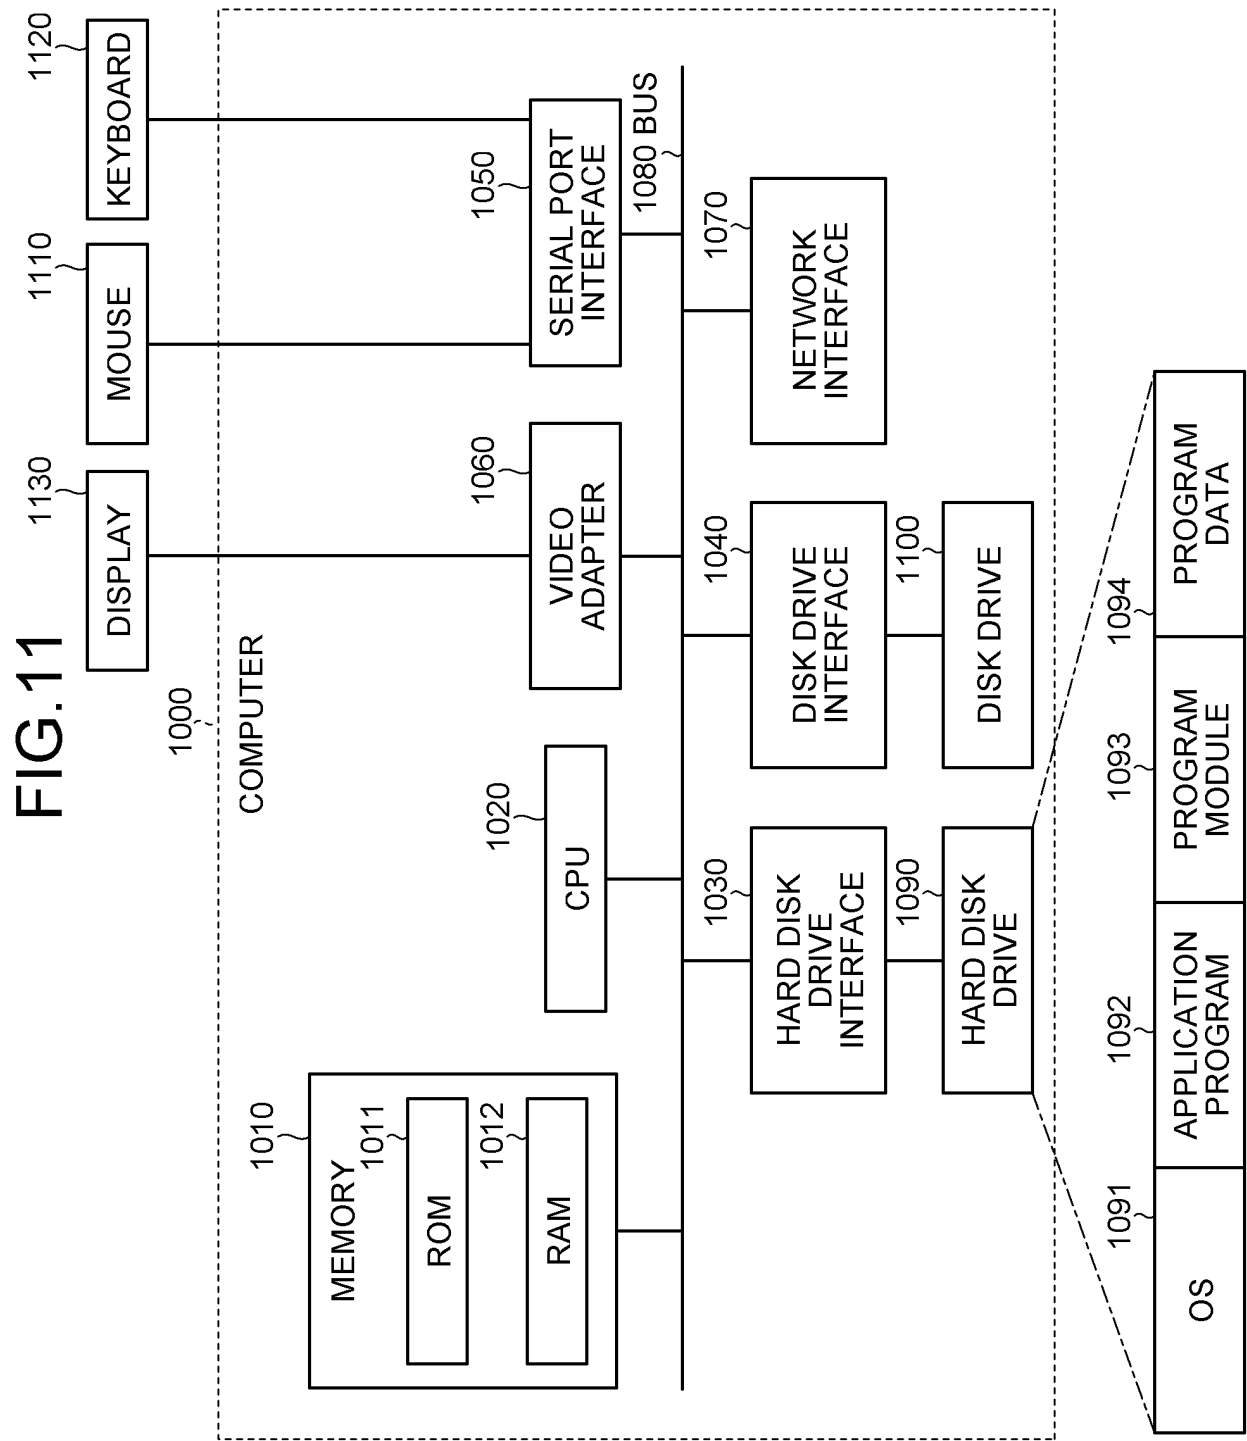 FIG.11
1130
DISPLAY
1110
MOUSE
1120
KEYBOARD
1000
COMPUTER
1010
MEMORY
1011
ROM
1012
RAM
1020
CPU
1060
VIDEO
ADAPTER
1050
SERIAL PORT
INTERFACE
1080 BUS
1030
HARD DISK
DRIVE
INTERFACE
1040
DISK DRIVE
INTERFACE
1070
NETWORK
INTERFACE
1090
HARD DISK
DRIVE
1100
DISK DRIVE
1091
OS
1092
APPLICATION
PROGRAM
1093
PROGRAM
MODULE
1094
PROGRAM
DATA